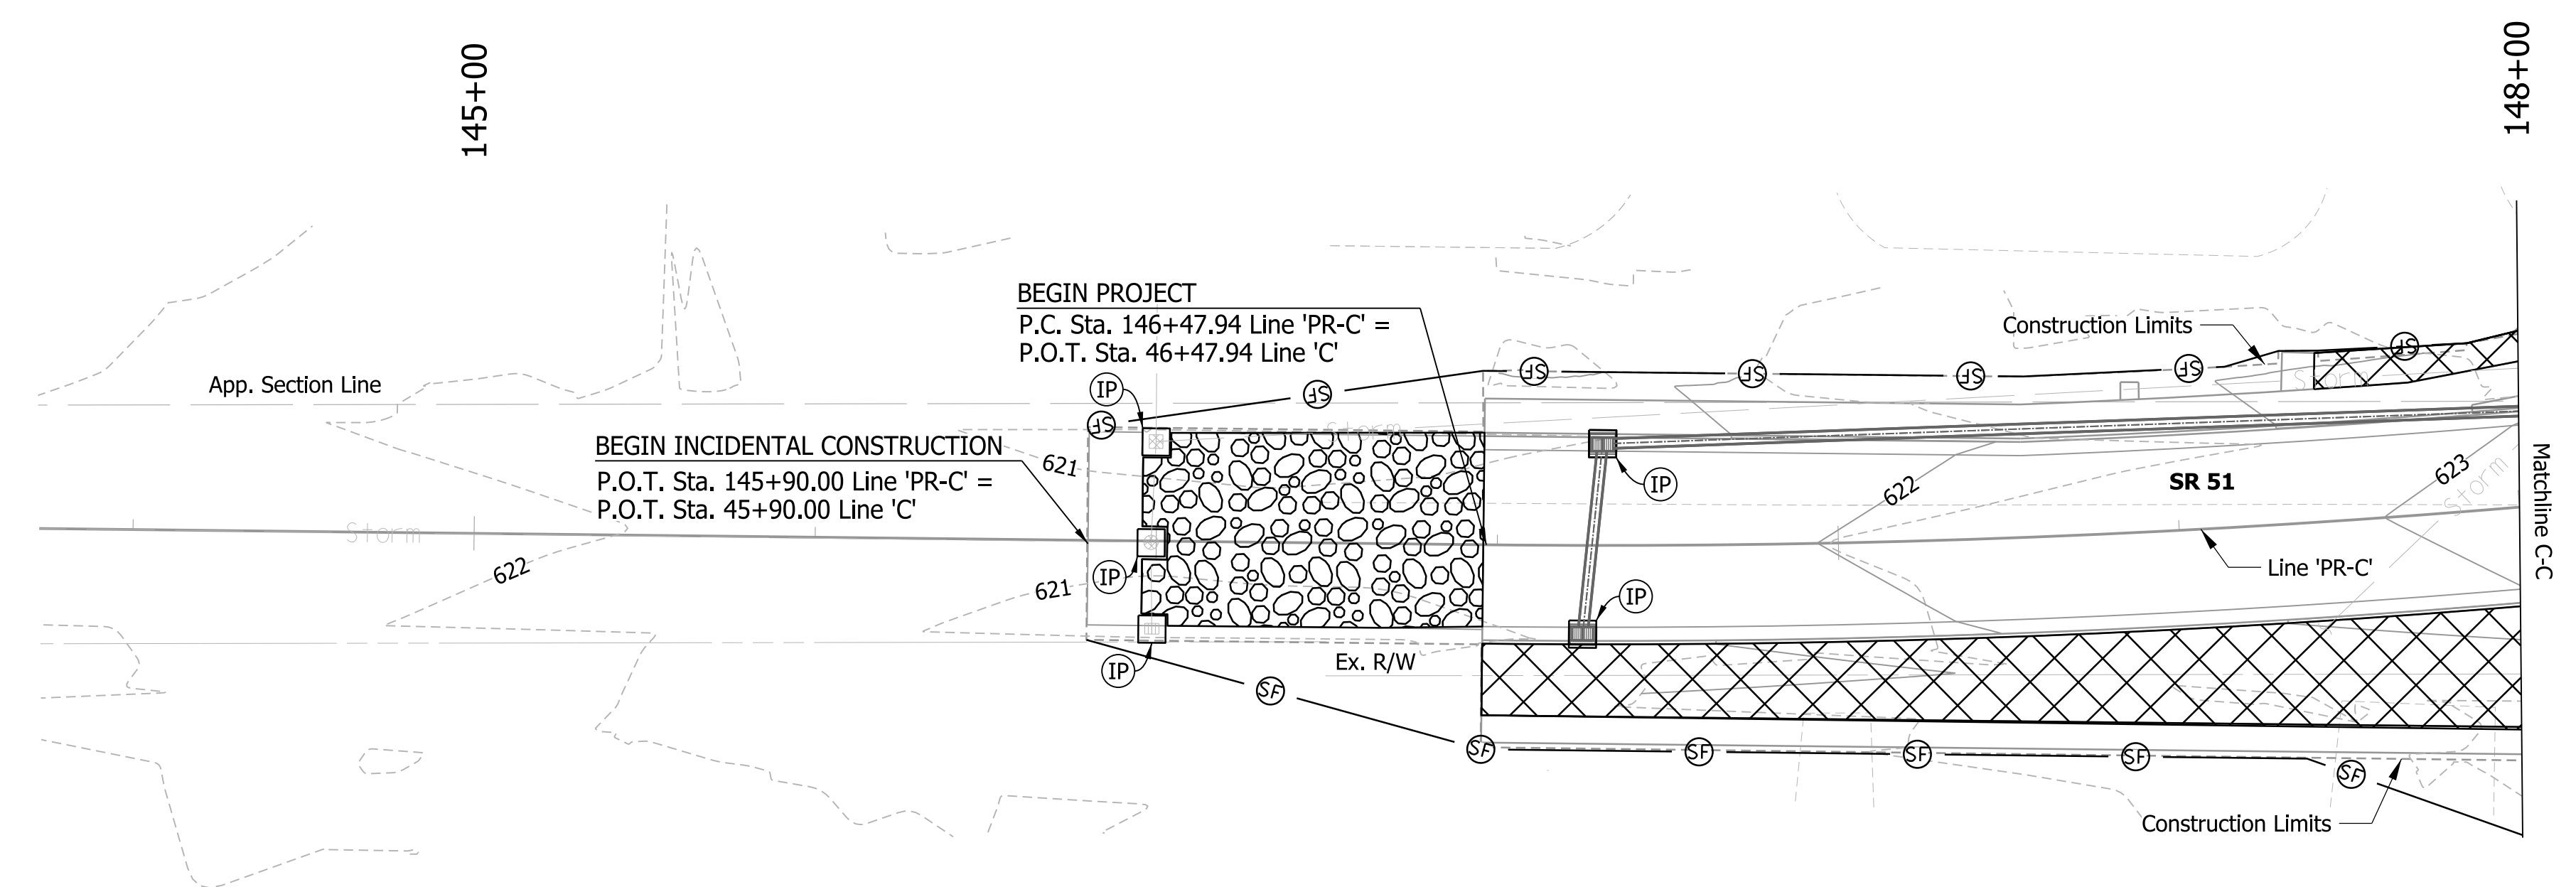 145+00
148+00
BEGIN PROJECT
P.C. Sta. 146+47.94 Line 'PR-C' =
P.O.T. Sta. 46+47.94 Line 'C'
Construction Limits
App. Section Line
SF
SF
SF
SF
SF
SF
SF
IP
Storm
Storm
BEGIN INCIDENTAL CONSTRUCTION
P.O.T. Sta. 145+90.00 Line 'PR-C' =
P.O.T. Sta. 45+90.00 Line 'C'
621
IP
622
SR 51
623
Storm
Matchline C-C
Storm
622
621
IP
Line 'PR-C'
IP
IP
Ex. R/W
SF
SF
SF
SF
SF
SF
Construction Limits